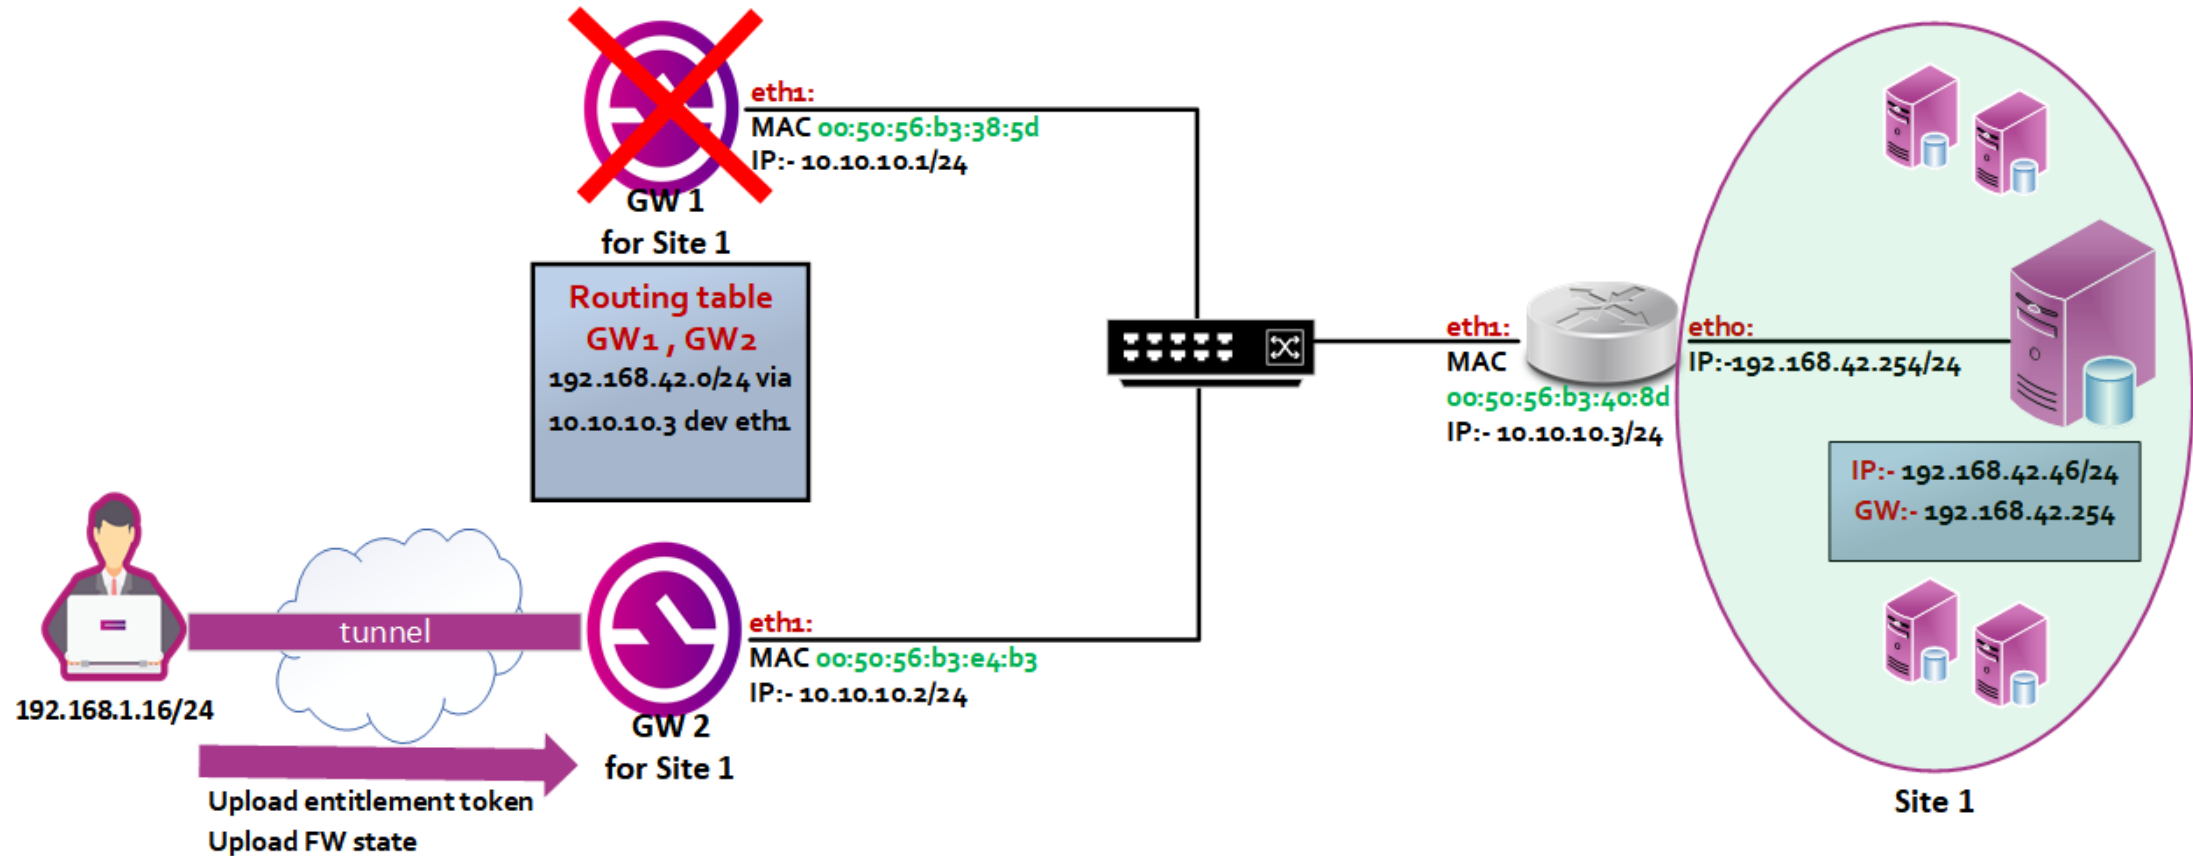 eth1:
MAC 00:50:56:b3:38:5d
IP:- 10.10.10.1/24
GW 1
for Site 1
Routing table
GW1 , GW2
192.168.42.0/24 via
10.10.10.3 dev eth1
eth1:
MAC
00:50:56:b3:40:8d
IP:- 10.10.10.3/24
eth0:
IP:-192.168.42.254/24
IP:- 192.168.42.46/24
GW:- 192.168.42.254
tunnel
192.168.1.16/24
eth1:
MAC 00:50:56:b3:e4:b3
IP:- 10.10.10.2/24
GW 2
for Site 1
Upload entitlement token
Upload FW state
Site 1